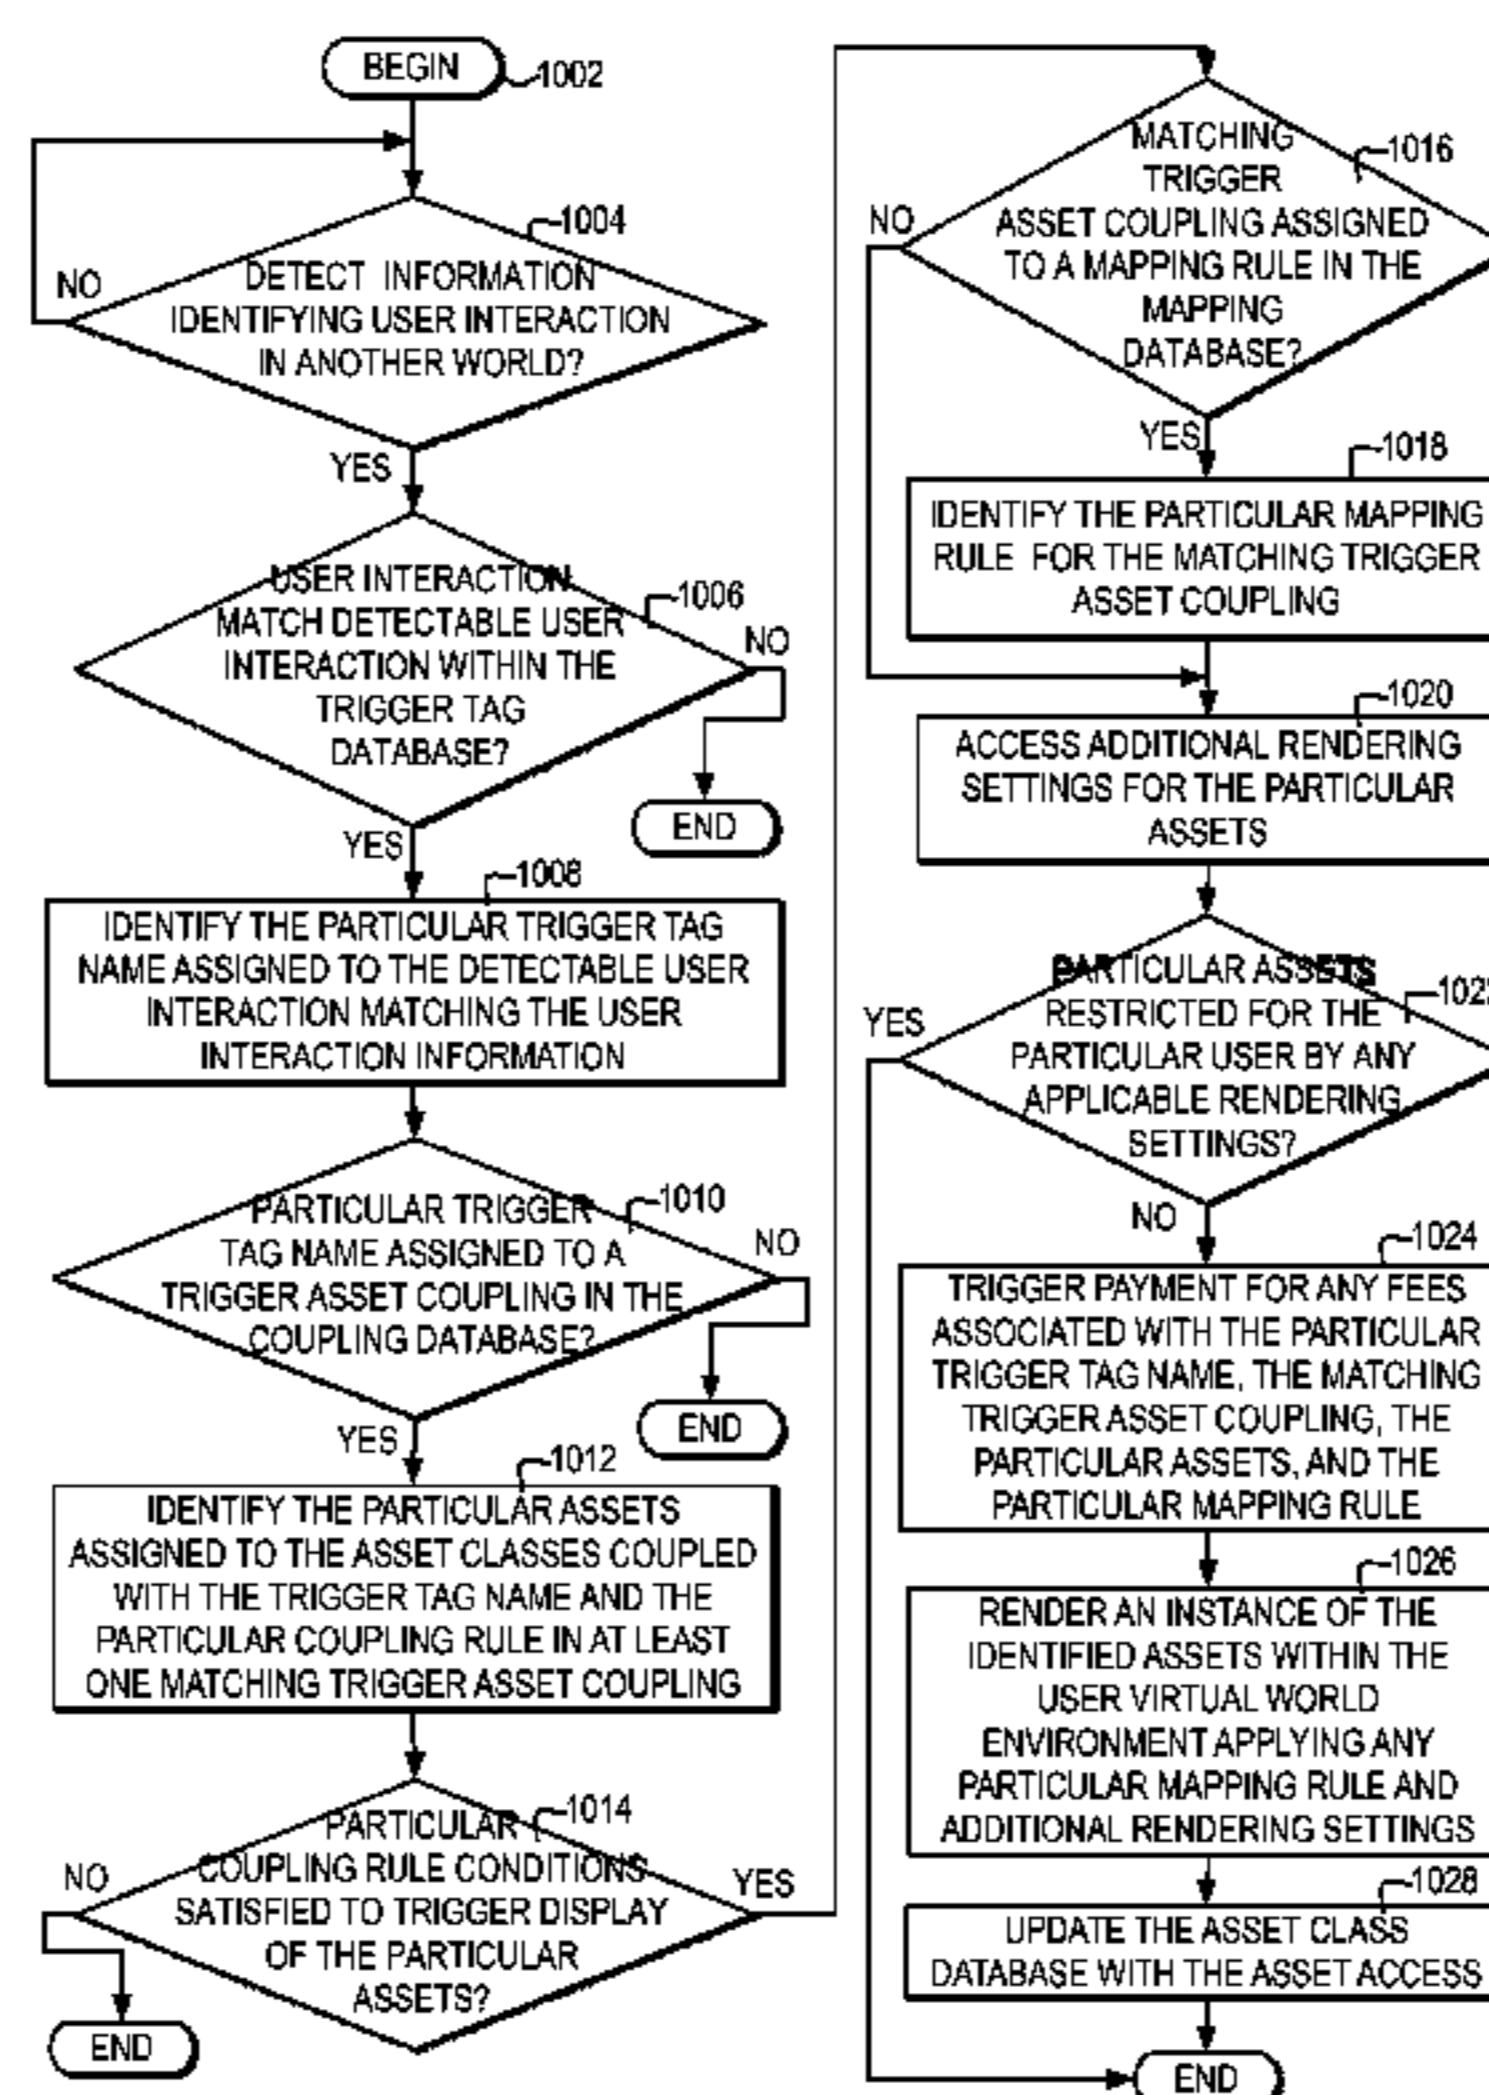 BEGIN
1002
1004
NO
DETECT INFORMATION
IDENTIFYING USER INTERACTION
IN ANOTHER WORLD?
YES
USER INTERACTION
MATCH DETECTABLE USER
INTERACTION WITHIN THE
TRIGGER TAG
DATABASE?
1006
NO
END
YES
1008
IDENTIFY THE PARTICULAR TRIGGER TAG
NAME ASSIGNED TO THE DETECTABLE USER
INTERACTION MATCHING THE USER
INTERACTION INFORMATION
PARTICULAR TRIGGER
TAG NAME ASSIGNED TO A
TRIGGER ASSET COUPLING IN THE
COUPLING DATABASE?
1010
NO
END
YES
1012
IDENTIFY THE PARTICULAR ASSETS
ASSIGNED TO THE ASSET CLASSES COUPLED
WITH THE TRIGGER TAG NAME AND THE
PARTICULAR COUPLING RULE IN AT LEAST
ONE MATCHING TRIGGER ASSET COUPLING
1014
PARTICULAR
COUPLING RULE CONDITIONS
SATISFIED TO TRIGGER DISPLAY
OF THE PARTICULAR
ASSETS?
NO
YES
END
MATCHING
TRIGGER
ASSET COUPLING ASSIGNED
TO A MAPPING RULE IN THE
MAPPING
DATABASE?
1016
NO
YES
1018
IDENTIFY THE PARTICULAR MAPPING
RULE FOR THE MATCHING TRIGGER
ASSET COUPLING
1020
ACCESS ADDITIONAL RENDERING
SETTINGS FOR THE PARTICULAR
ASSETS
PARTICULAR ASSETS
RESTRICTED FOR THE
PARTICULAR USER BY ANY
APPLICABLE RENDERING
SETTINGS?
YES
NO
1024
TRIGGER PAYMENT FOR ANY FEES
ASSOCIATED WITH THE PARTICULAR
TRIGGER TAG NAME, THE MATCHING
TRIGGER ASSET COUPLING, THE
PARTICULAR ASSETS, AND THE
PARTICULAR MAPPING RULE
1026
RENDER AN INSTANCE OF THE
IDENTIFIED ASSETS WITHIN THE
USER VIRTUAL WORLD
ENVIRONMENT APPLYING ANY
PARTICULAR MAPPING RULE AND
ADDITIONAL RENDERING SETTINGS
1028
UPDATE THE ASSET CLASS
DATABASE WITH THE ASSET ACCESS
END